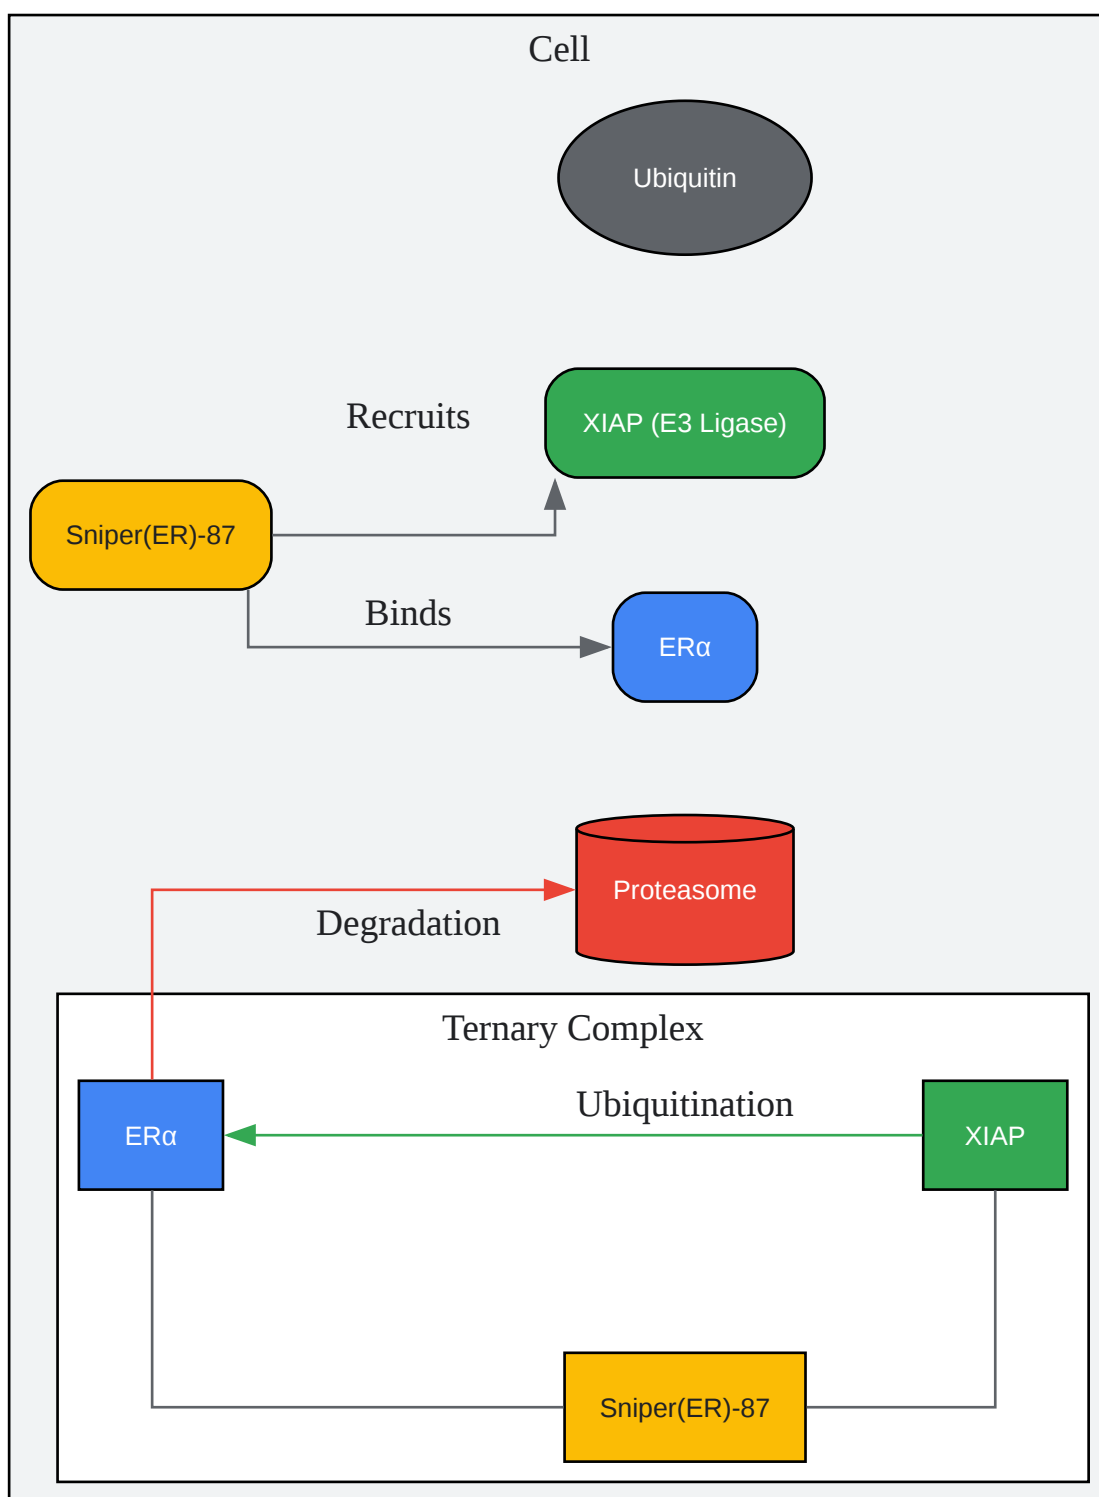 Cell
Ubiquitin
Recruits
XIAP (E3 Ligase)
Sniper(ER)-87
Binds
ERα
Proteasome
Degradation
Ternary Complex
Ubiquitination
ERα
XIAP
Sniper(ER)-87